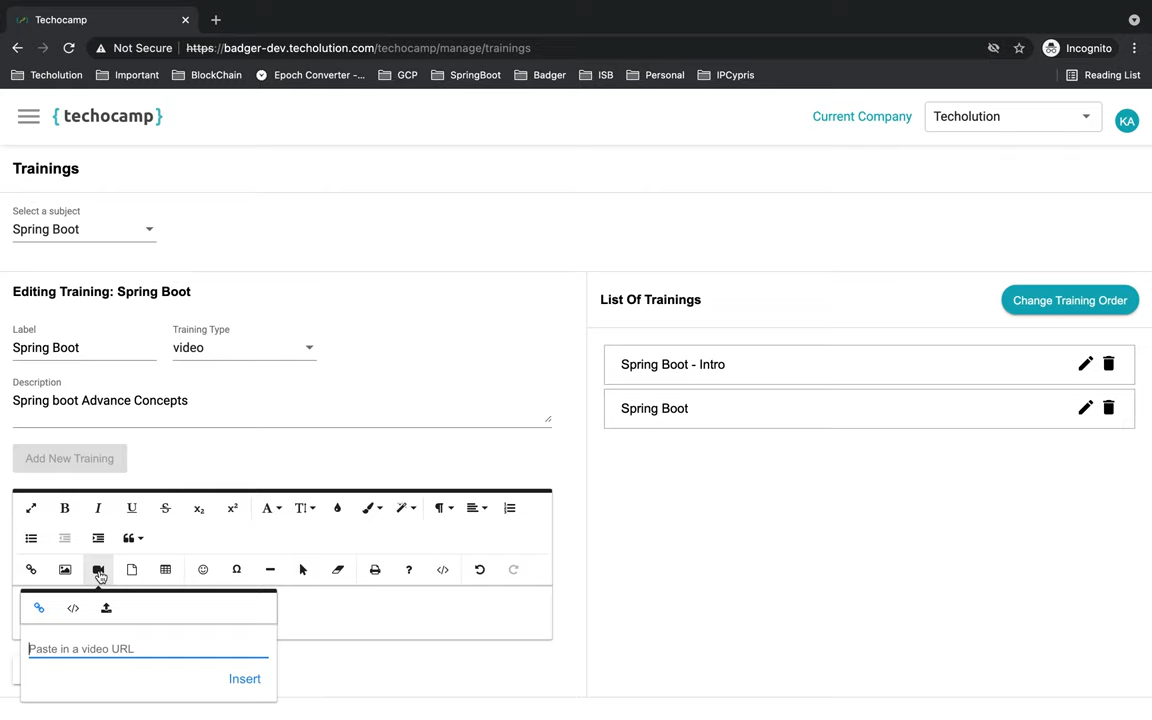 Techocamp
Not Secure https://badger-dev.techolution.com/techocamp/manage/trainings Incognito
Techolution Important BlockChain Epoch Converter -... GCP SpringBoot Badger ISB Personal IPCypris Reading List
{techocamp} Current Company Techolution KA
Trainings
Select a subject
Spring Boot
Editing Training: Spring Boot
List Of Trainings Change Training Order
Label Training Type
Spring Boot video
Spring Boot - Intro
Description
Spring boot Advance Concepts
Spring Boot
Add New Training
Paste in a video URL
Insert